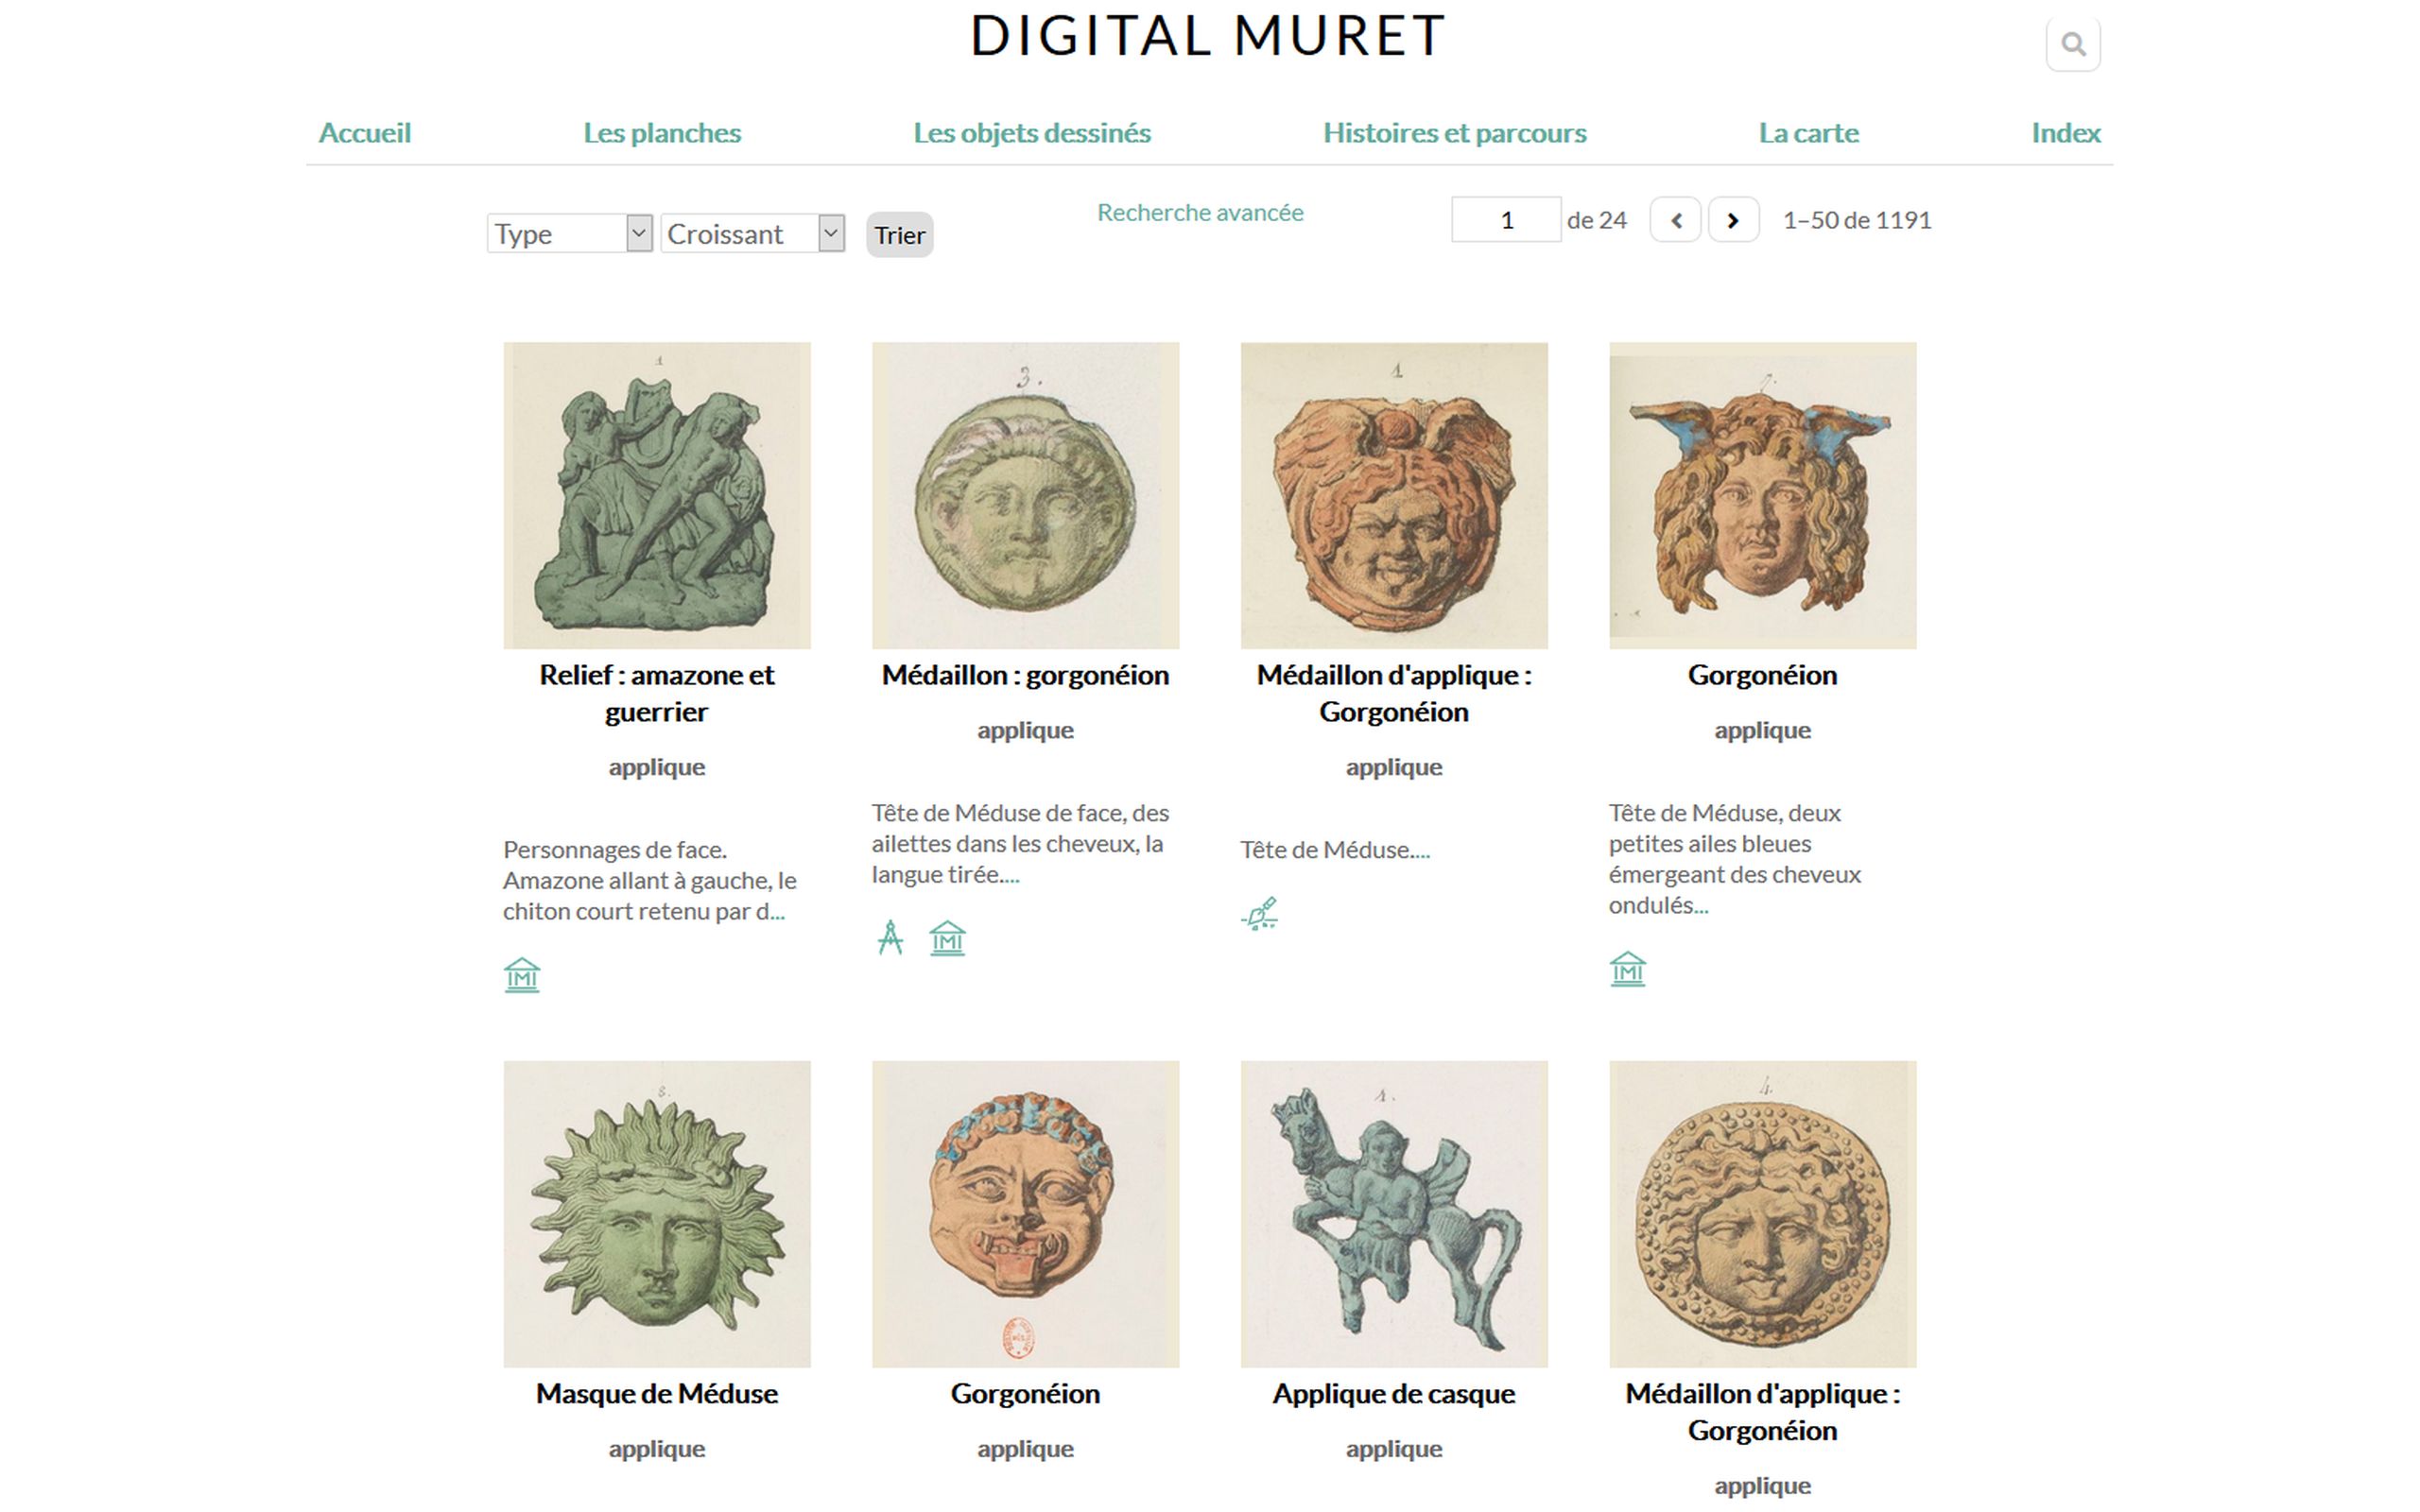 DIGITAL MURET
Accueil Les planches Les objets dessinés Histoires et parcours La carte Index
Type Croissant Trier Recherche avancée 1 de 24 1–50 de 1191
1
3.
1
7.
Relief : amazone et
guerrier
applique
Personnages de face.
Amazone allant à gauche, le
chiton court retenu par d...
Médaillon : gorgonéion
applique
Tête de Méduse de face, des
ailettes dans les cheveux, la
langue tirée....
Médaillon d'applique :
Gorgonéion
applique
Tête de Méduse....
Gorgonéion
applique
Tête de Méduse, deux
petites ailes bleues
émergeant des cheveux
ondulés...
8.
1.
4.
Masque de Méduse
applique
Gorgonéion
applique
Applique de casque
applique
Médaillon d'applique :
Gorgonéion
applique